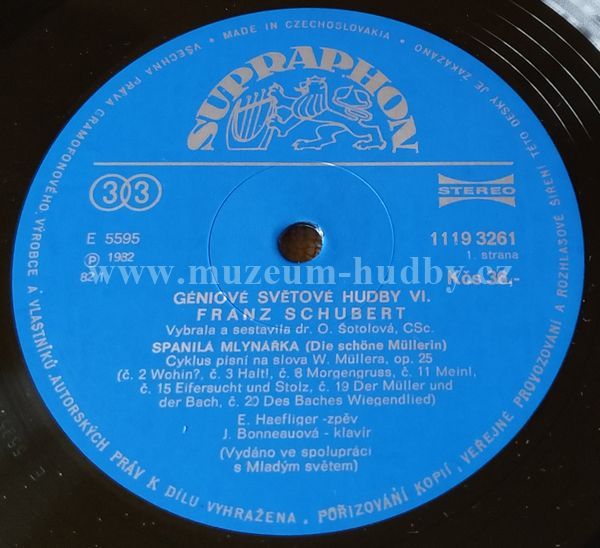 VŠECHNA PRÁVA GRAMOFONOVÉHO VÝROBCE A VLASTNÍKŮ AUTORSKÝCH PRÁV K DÍLU VYHRAŽENA. POŘIZOVÁNÍ KOPIÍ, VEŘEJNÉ PROVOZOVÁNÍ A ROZHLASOVÉ ŠÍŘENÍ TÉTO DESKY JE ZAKÁZÁNO
• MADE IN CZECHOSLOVAKIA •
SUPRAPHON
33
STEREO
E 5595
1119 3261
Ⓟ 1982
1. strana
82/
Kčs 36,-
www.muzeum-hudby.cz
GÉNIOVÉ SVĚTOVÉ HUDBY VI.
FRANZ SCHUBERT
Vybrala a sestavila dr. O. Šotolová, CSc.
SPANILÁ MLYNÁŘKA (Die schöne Müllerin)
Cyklus písní na slova W. Müllera, op. 25
(č. 2 Wohin?, č. 3 Halt!, č. 8 Morgengruss, č. 11 Mein!,
č. 15 Eifersucht und Stolz, č. 19 Der Müller und
der Bach, č. 20 Des Baches Wiegendlied)
E. Haefliger -zpěv
J. Bonneauová - klavír
(Vydáno ve spolupráci
s Mladým světem)